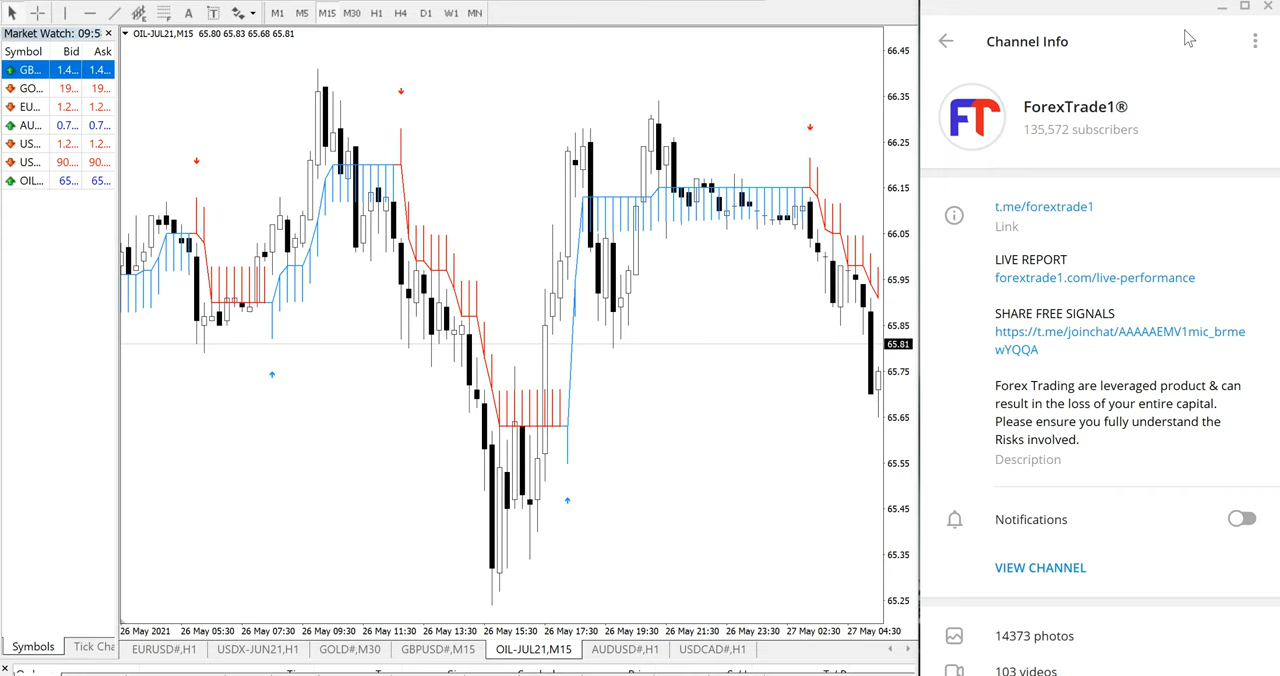 A T M1 M5 M15 M30 H1 H4 D1 W1 MN
Market Watch: 09:5
Symbol Bid Ask
GB... 1.4... 1.4...
GO... 19... 19...
EU... 1.2... 1.2...
AU... 0.7... 0.7...
US... 1.2... 1.2...
US... 90.... 90....
OIL... 65... 65...
Symbols Tick Cha
OIL-JUL21,M15 65.80 65.83 65.68 65.81
66.45
66.35
66.25
66.15
66.05
65.95
65.85
65.81
65.75
65.65
65.55
65.45
65.35
65.25
26 May 2021 26 May 05:30 26 May 07:30 26 May 09:30 26 May 11:30 26 May 13:30 26 May 15:30 26 May 17:30 26 May 19:30 26 May 21:30 26 May 23:30 27 May 02:30 27 May 04:30
EURUSD#,H1 USDX-JUN21,H1 GOLD#,M30 GBPUSD#,M15 OIL-JUL21,M15 AUDUSD#,H1 USDCAD#,H1
Channel Info
FT
ForexTrade1®
135,572 subscribers
t.me/forextrade1
Link
LIVE REPORT
forextrade1.com/live-performance
SHARE FREE SIGNALS
https://t.me/joinchat/AAAAAEMV1mic_brme
wYQQA
Forex Trading are leveraged product & can
result in the loss of your entire capital.
Please ensure you fully understand the
Risks involved.
Description
Notifications
VIEW CHANNEL
14373 photos
103 videos